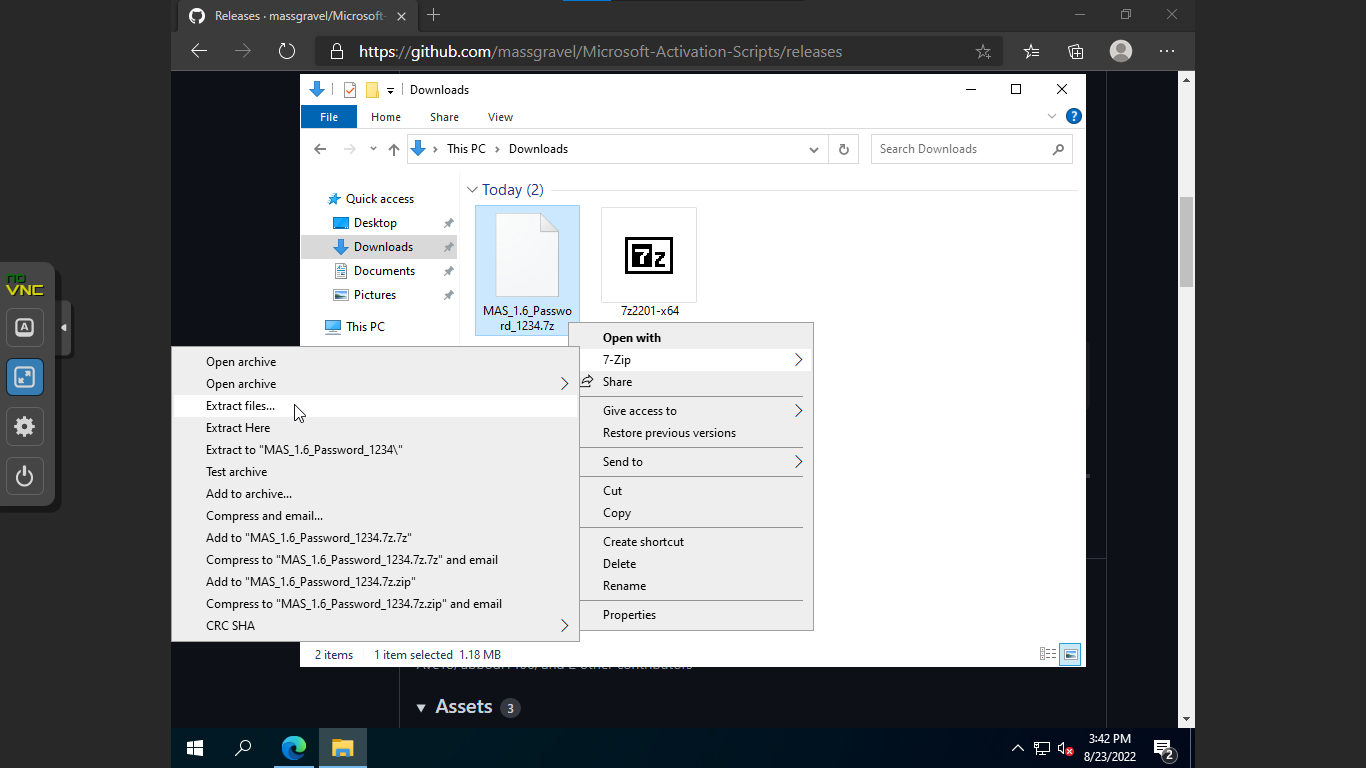 Releases · massgravel/Microsoft-
https://github.com/massgravel/Microsoft-Activation-Scripts/releases
Downloads
File Home Share View
This PC › Downloads
Search Downloads
Today (2)
Quick access
Desktop
Downloads
Documents
Pictures
This PC
MAS_1.6_Passwo
rd_1234.7z
7z
7z2201-x64
no
VNC
A
Open with
7-Zip
Share
Give access to
Restore previous versions
Send to
Cut
Copy
Create shortcut
Delete
Rename
Properties
Open archive
Open archive
Extract files...
Extract Here
Extract to "MAS_1.6_Password_1234\"
Test archive
Add to archive...
Compress and email...
Add to "MAS_1.6_Password_1234.7z.7z"
Compress to "MAS_1.6_Password_1234.7z.7z" and email
Add to "MAS_1.6_Password_1234.7z.zip"
Compress to "MAS_1.6_Password_1234.7z.zip" and email
CRC SHA
2 items 1 item selected 1.18 MB
Assets 3
3:42 PM
8/23/2022
2